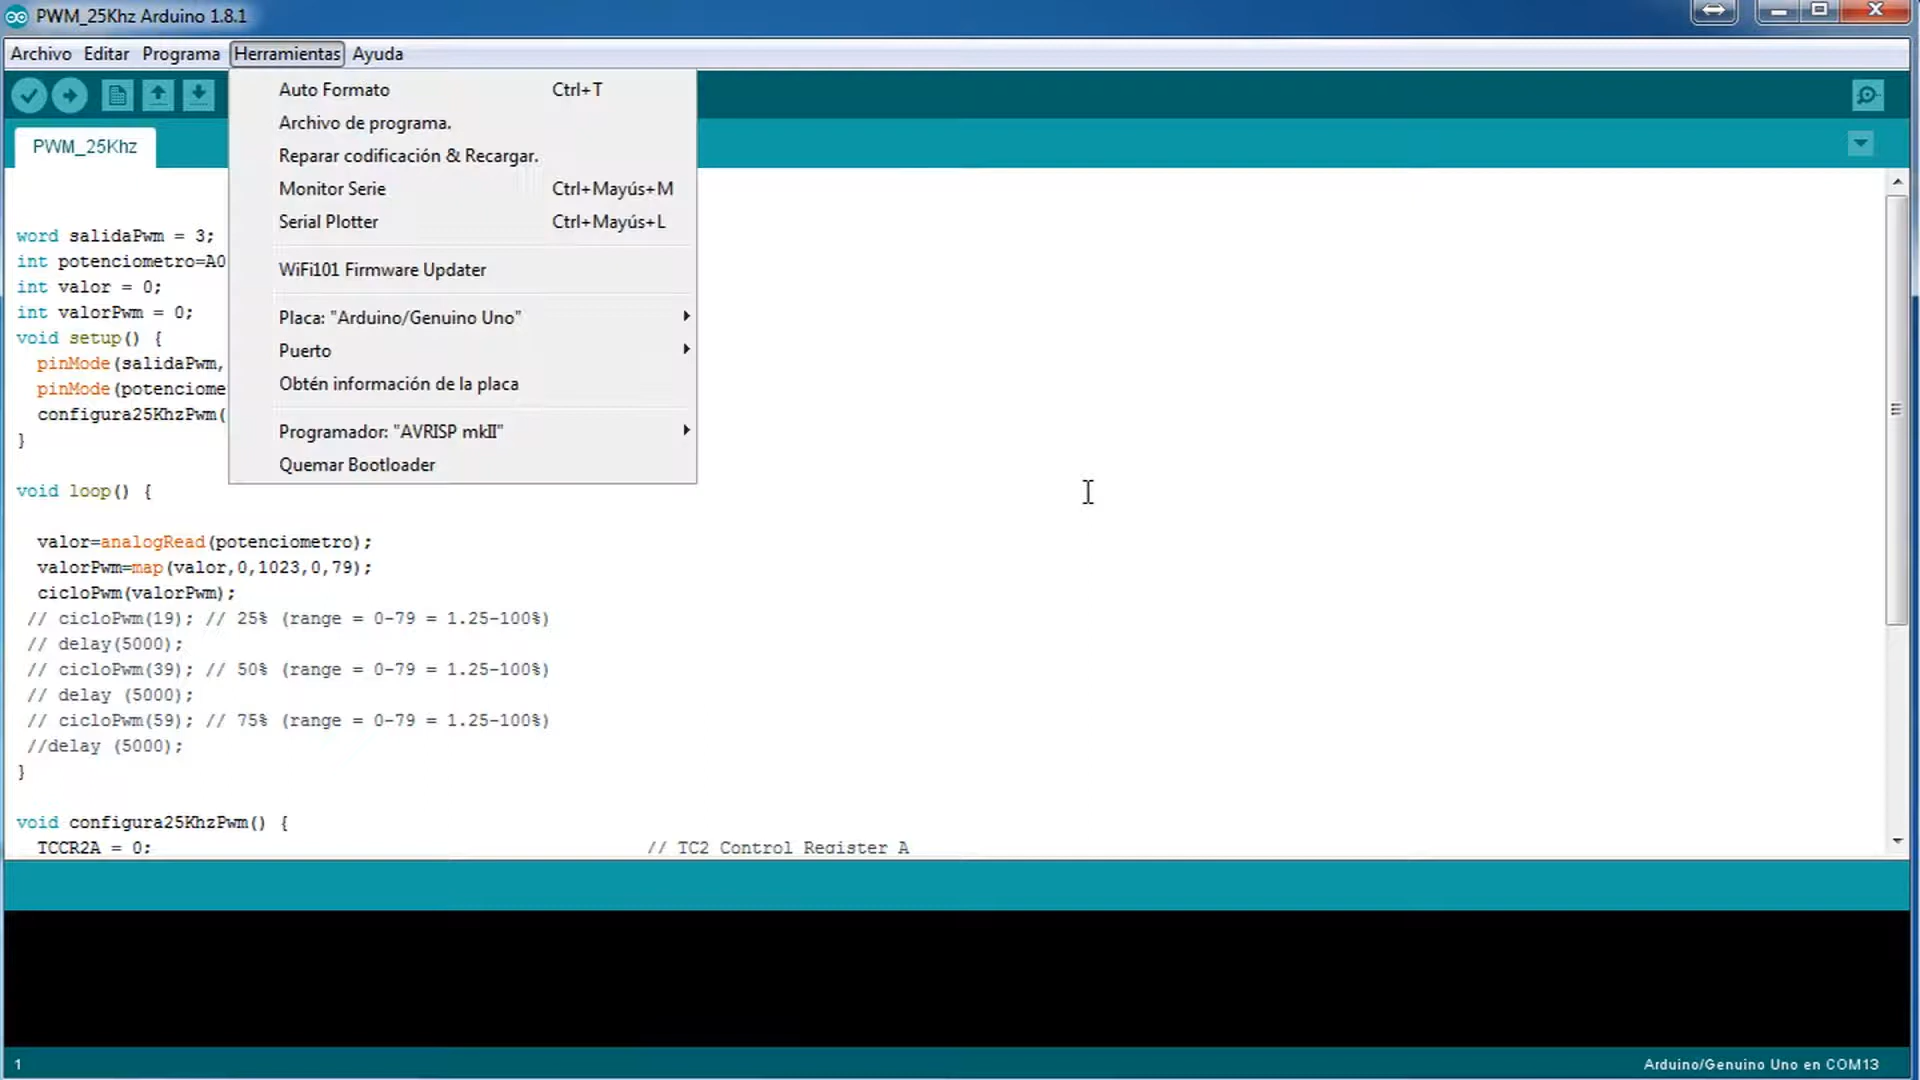 PWM_25Khz Arduino 1.8.1
Archivo Editar Programa Herramientas Ayuda
Auto Formato Ctrl+T
Archivo de programa.
Reparar codificación & Recargar.
Monitor Serie Ctrl+Mayús+M
Serial Plotter Ctrl+Mayús+L
WiFi101 Firmware Updater
Placa: "Arduino/Genuino Uno"
Puerto
Obtén información de la placa
Programador: "AVRISP mkII"
Quemar Bootloader
PWM_25Khz
word salidaPwm = 3;
int potenciometro=A0
int valor = 0;
int valorPwm = 0;
void setup() {
pinMode(salidaPwm,
pinMode(potenciome
configura25KhzPwm(
}
void loop() {
valor=analogRead(potenciometro);
valorPwm=map(valor,0,1023,0,79);
cicloPwm(valorPwm);
// cicloPwm(19); // 25% (range = 0-79 = 1.25-100%)
// delay(5000);
// cicloPwm(39); // 50% (range = 0-79 = 1.25-100%)
// delay (5000);
// cicloPwm(59); // 75% (range = 0-79 = 1.25-100%)
//delay (5000);
}
void configura25KhzPwm() {
TCCR2A = 0; // TC2 Control Register A
1 Arduino/Genuino Uno en COM13